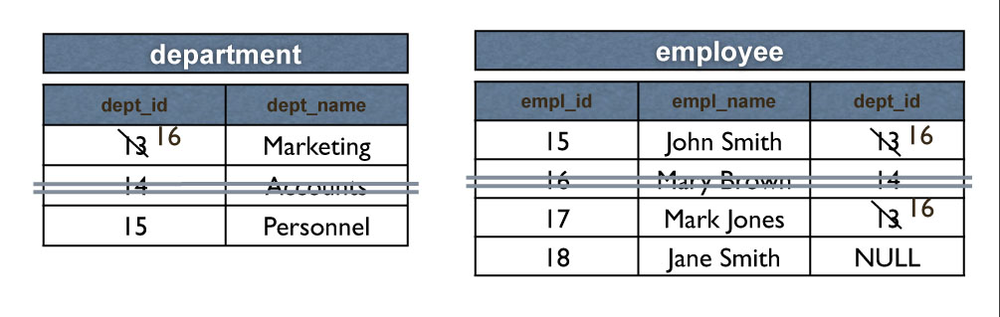 department
dept_id dept_name
13 16 Marketing
14 Accounts
15 Personnel
employee
empl_id empl_name dept_id
15 John Smith 13 16
16 Mary Brown 14
17 Mark Jones 13 16
18 Jane Smith NULL